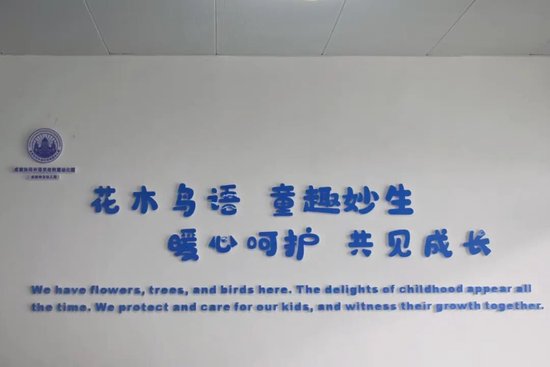 花木鸟语 童趣妙生
暖心呵护 共见成长
We have flowers, trees, and birds here. The delights of childhood appear all
the time. We protect and care for our kids, and witness their growth together.